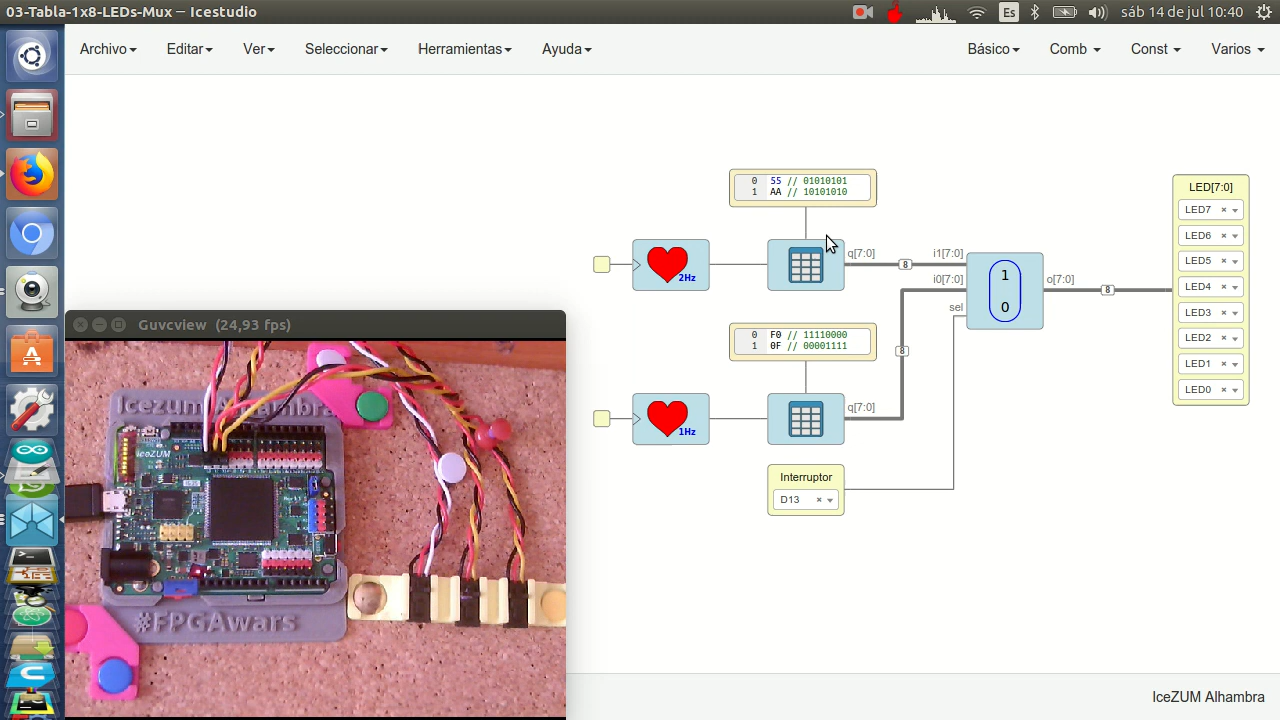 03-Tabla-1x8-LEDs-Mux — Icestudio
Es
sáb 14 de jul 10:40
Archivo Editar Ver Seleccionar Herramientas Ayuda
Básico Comb Const Varios
0 55 // 01010101
1 AA // 10101010
2Hz
q[7:0]
8
i1[7:0]
i0[7:0]
sel
1
0
o[7:0]
8
LED[7:0]
LED7
LED6
LED5
LED4
LED3
LED2
LED1
LED0
0 F0 // 11110000
1 0F // 00001111
8
1Hz
q[7:0]
Interruptor
D13
Guvcview (24,93 fps)
Icezum Alhambra
IceZUM
#FPGAwars
IceZUM Alhambra